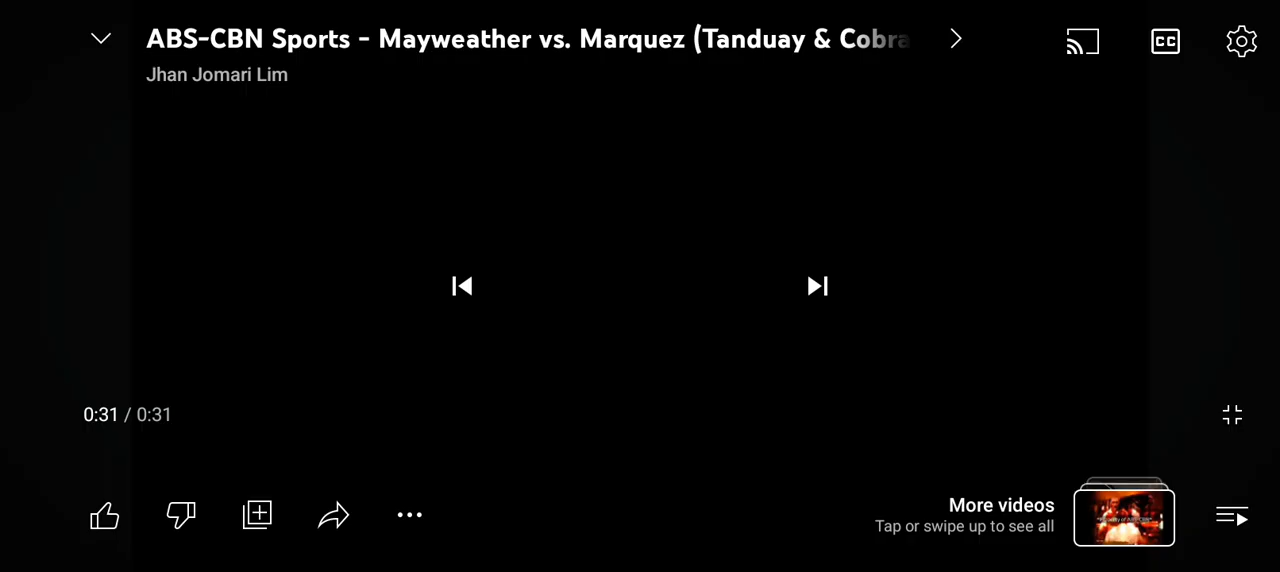 ABS-CBN Sports - Mayweather vs. Marquez (Tanduay & Cobra
Jhan Jomari Lim
CC
0:31 / 0:31
More videos
Tap or swipe up to see all